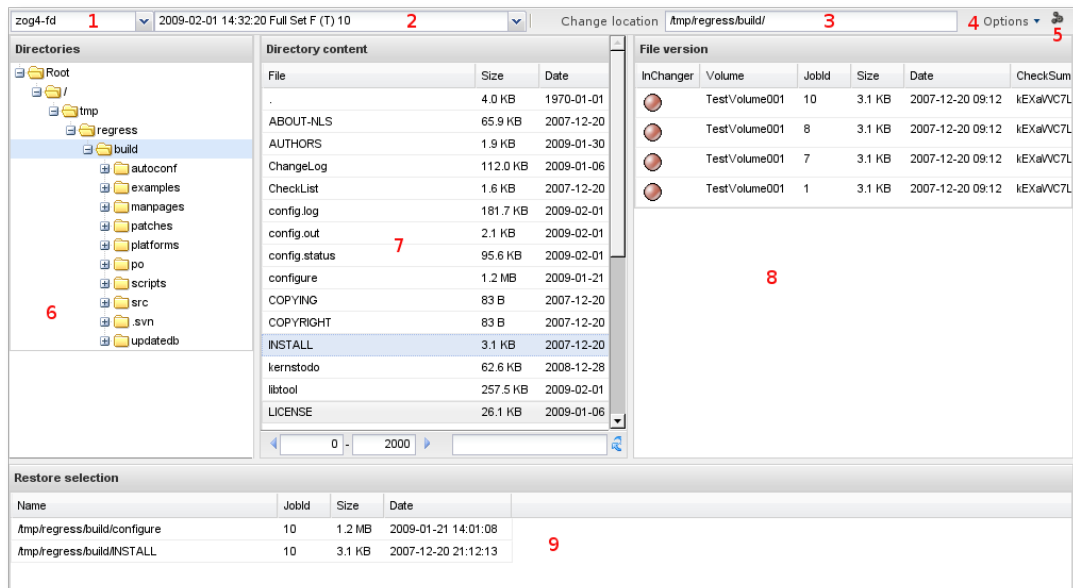 zog4-fd 1 2009-02-01 14:32:20 Full Set F (T) 10 2 Change location /tmp/regress/build/ 3 4 Options 5
Directories
Root
/
tmp
regress
build
autoconf
examples
manpages
patches
platforms
po
scripts
src
.svn
updatedb
6
Directory content
File Size Date
. 4.0 KB 1970-01-01
ABOUT-NLS 65.9 KB 2007-12-20
AUTHORS 1.9 KB 2009-01-30
ChangeLog 112.0 KB 2009-01-06
CheckList 1.6 KB 2007-12-20
config.log 181.7 KB 2009-02-01
config.out 2.1 KB 2009-02-01
config.status 95.6 KB 2009-02-01
configure 1.2 MB 2009-01-21
COPYING 83 B 2007-12-20
COPYRIGHT 83 B 2007-12-20
INSTALL 3.1 KB 2007-12-20
kernstodo 62.6 KB 2008-12-28
libtool 257.5 KB 2009-02-01
LICENSE 26.1 KB 2009-01-06
0 - 2000
7
File version
InChanger Volume JobId Size Date CheckSum
TestVolume001 10 3.1 KB 2007-12-20 09:12 kEXaWC7L
TestVolume001 8 3.1 KB 2007-12-20 09:12 kEXaWC7L
TestVolume001 7 3.1 KB 2007-12-20 09:12 kEXaWC7L
TestVolume001 1 3.1 KB 2007-12-20 09:12 kEXaWC7L
8
Restore selection
Name JobId Size Date
/tmp/regress/build/configure 10 1.2 MB 2009-01-21 14:01:08
/tmp/regress/build/INSTALL 10 3.1 KB 2007-12-20 21:12:13
9